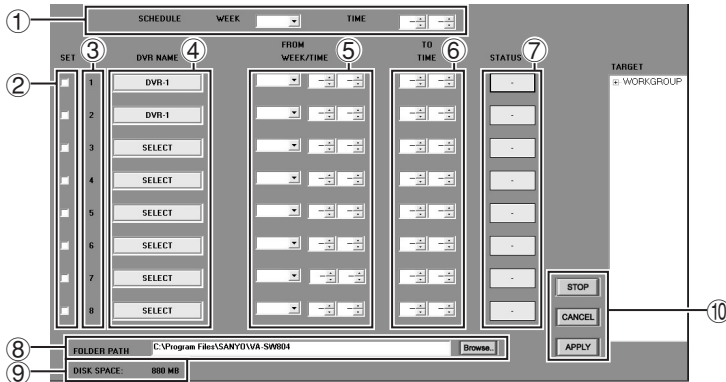 ① SCHEDULE WEEK TIME
FROM TO
SET ③ DVR NAME ④ WEEK/TIME ⑤ TIME ⑥ STATUS ⑦
TARGET
② 1 DVR-1 -
⊞ WORKGROUP
2 DVR-1 -
3 SELECT -
4 SELECT -
5 SELECT -
6 SELECT -
7 SELECT -
8 SELECT -
STOP
CANCEL ⑩
APPLY
⑧ FOLDER PATH C:\Program Files\SANYO\VA-SW804 Browse..
⑨ DISK SPACE: 880 MB